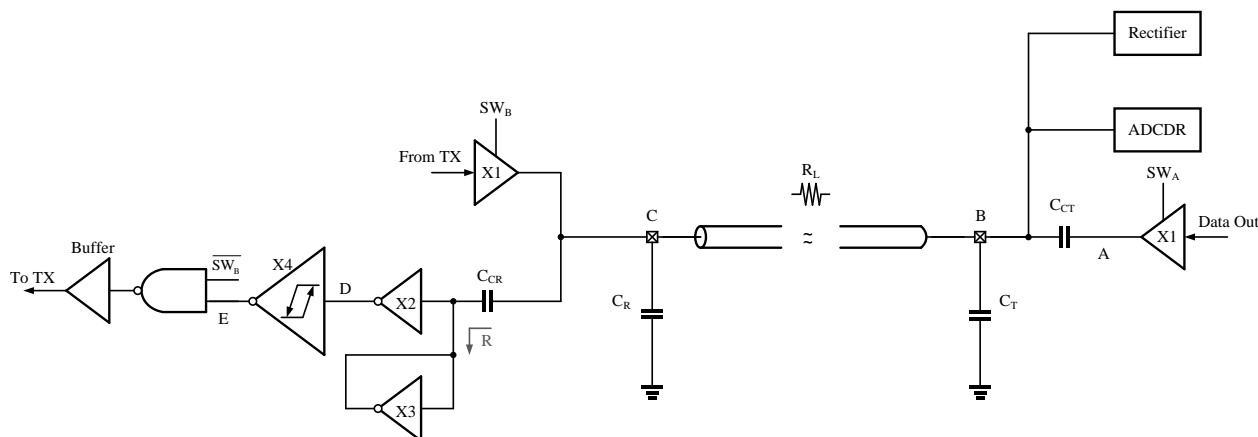 Rectifier
ADCDR
SW_B
From TX
X1
R_L
SW_A
C
B
C_CT
X1
Data Out
A
Buffer
X4
SW_B
To TX
D
X2
C_CR
E
R
X3
C_R
C_T